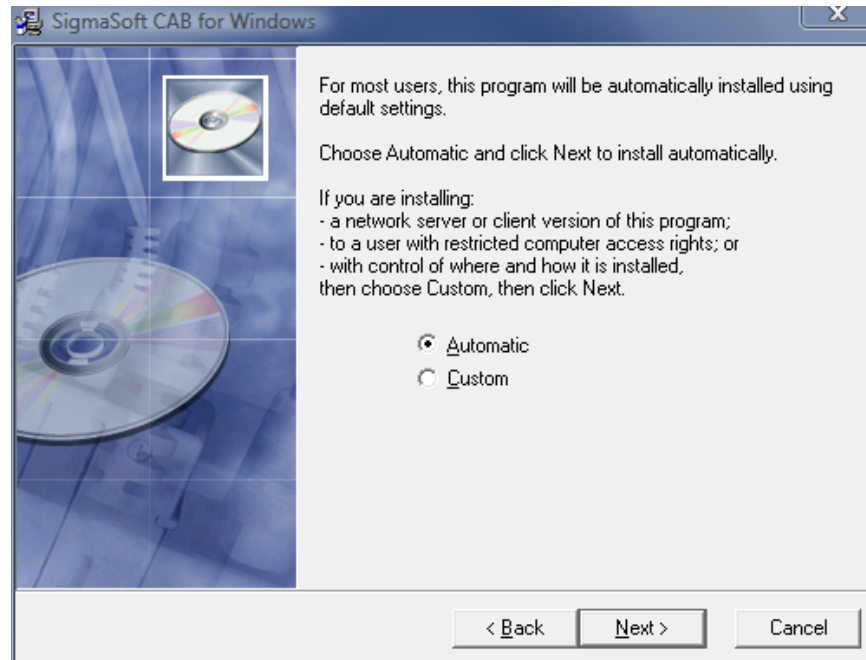 SigmaSoft CAB for Windows
For most users, this program will be automatically installed using
default settings.
Choose Automatic and click Next to install automatically.
If you are installing:
- a network server or client version of this program;
- to a user with restricted computer access rights; or
- with control of where and how it is installed,
then choose Custom, then click Next.
Automatic
Custom
< Back
Next >
Cancel